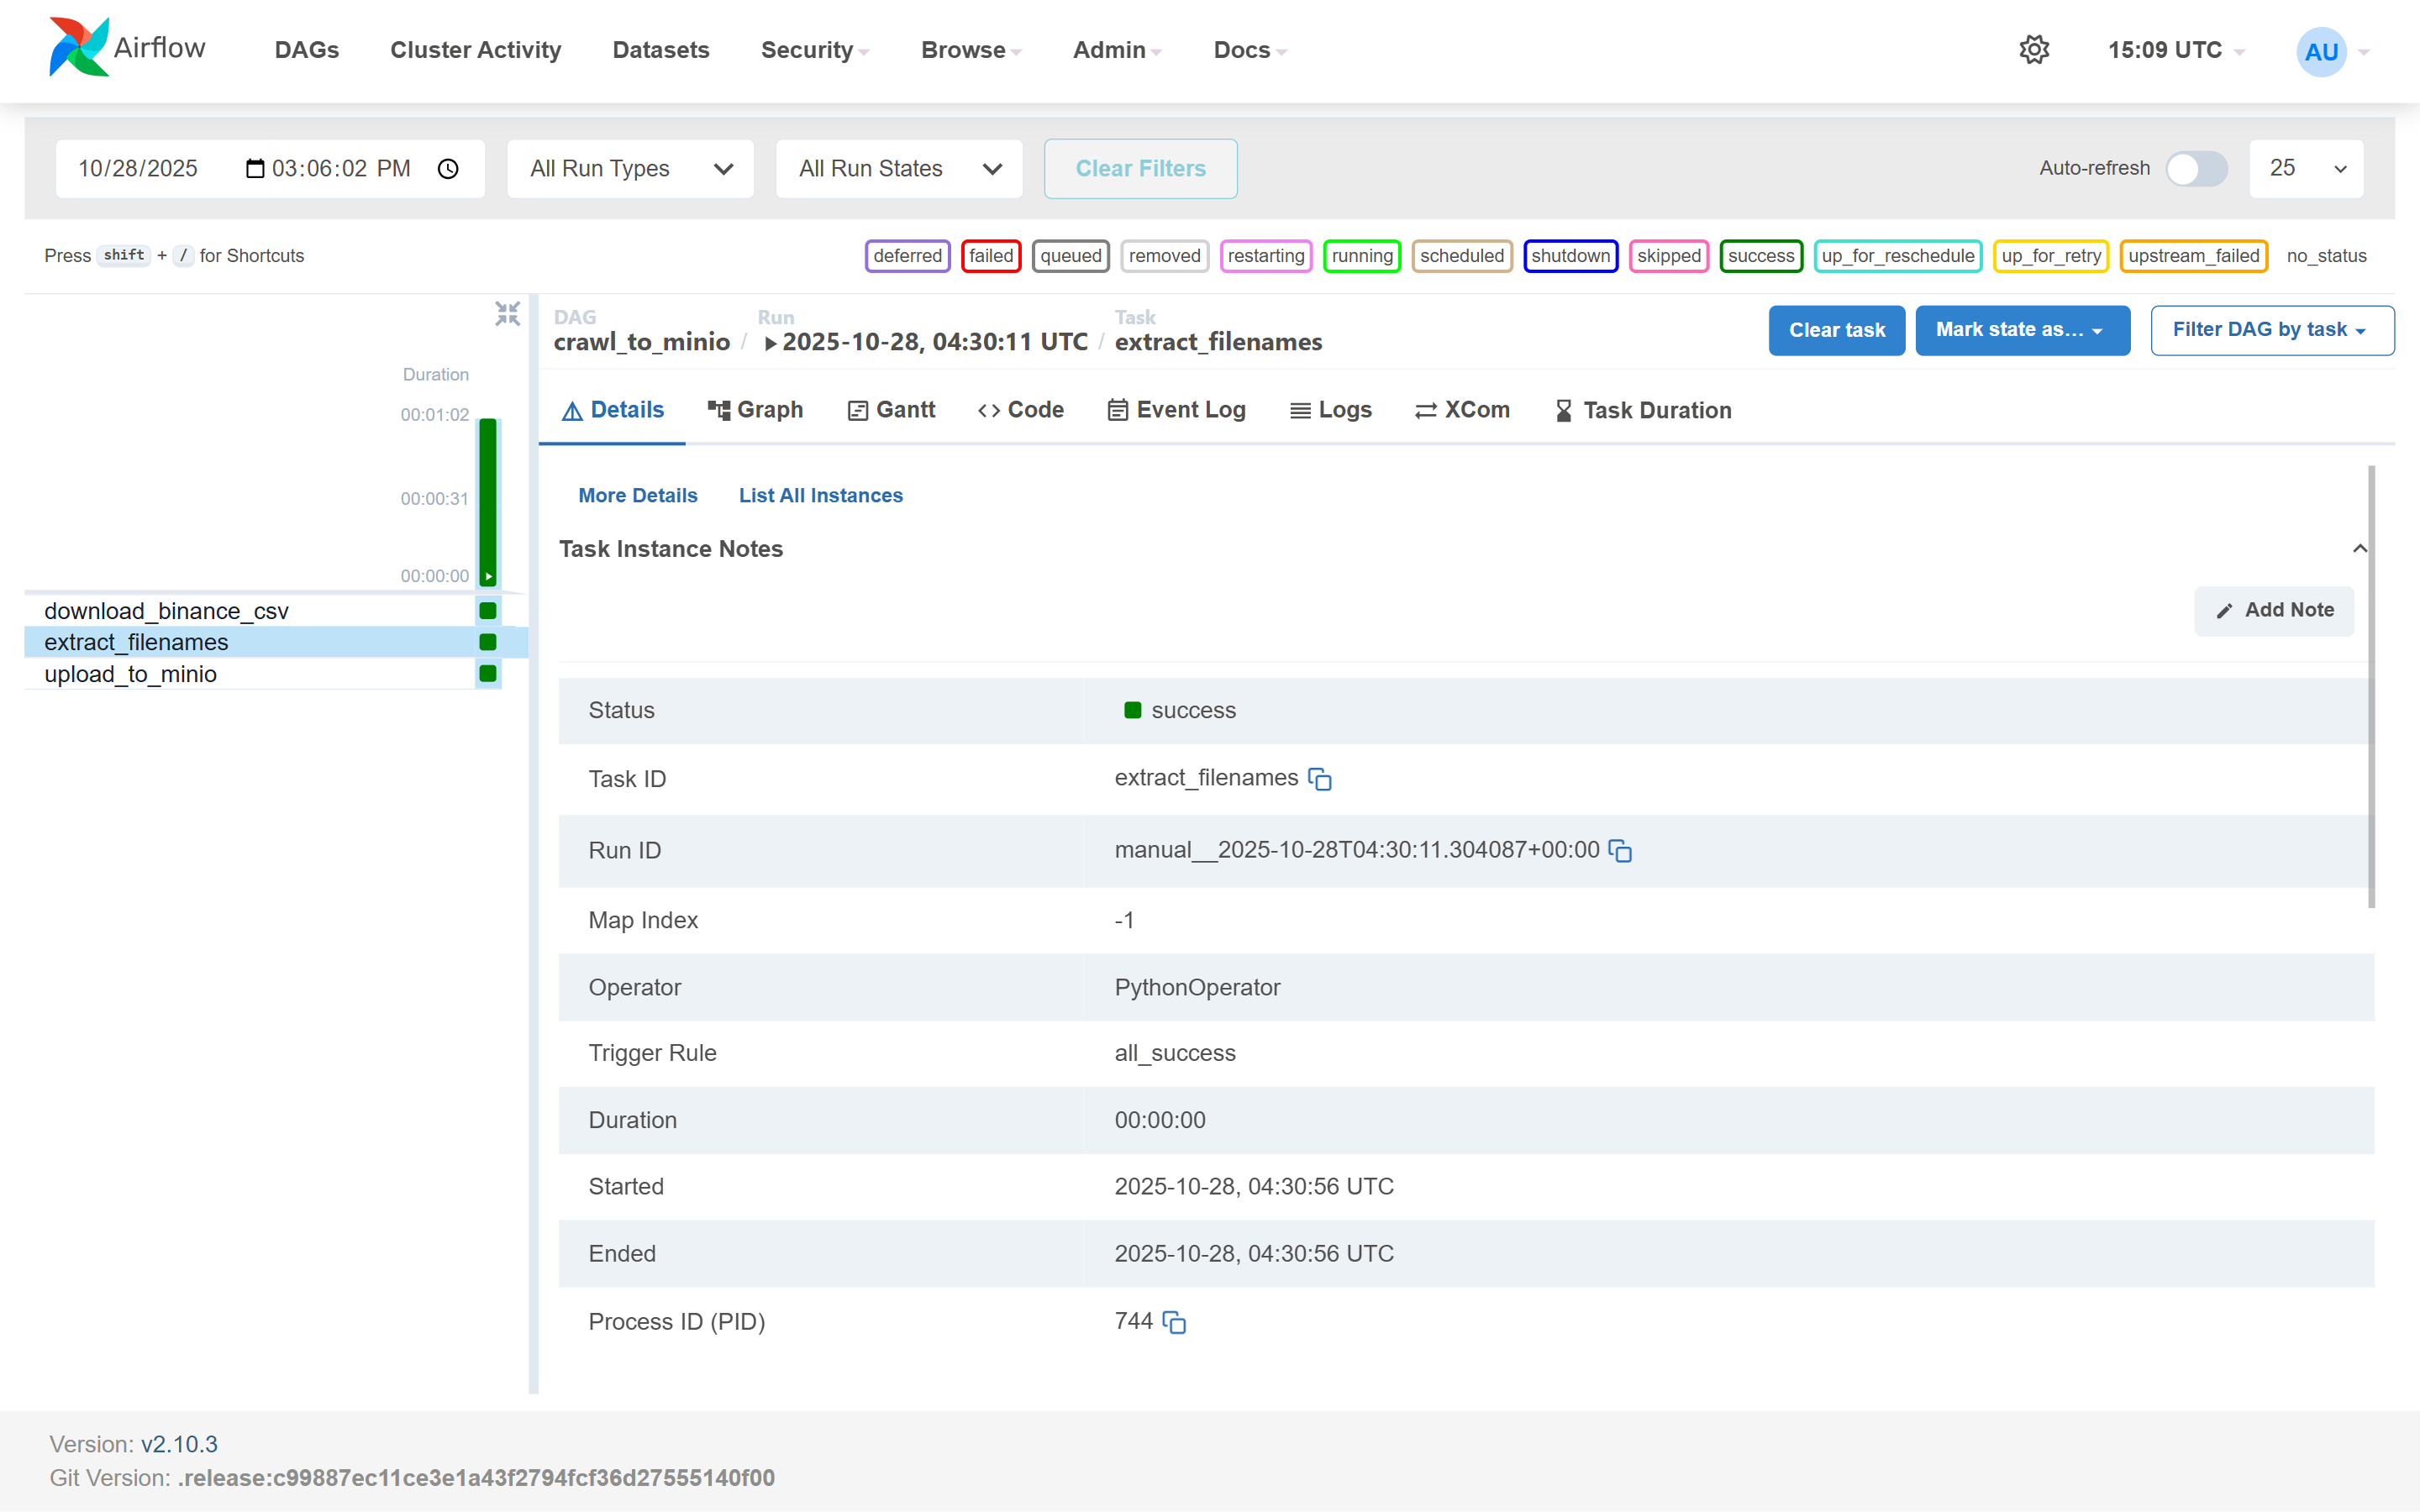 Airflow DAGs Cluster Activity Datasets Security Browse Admin Docs 15:09 UTC AU
10/28/2025 03:06:02 PM All Run Types All Run States Clear Filters Auto-refresh 25
Press shift + / for Shortcuts deferred failed queued removed restarting running scheduled shutdown skipped success up_for_reschedule up_for_retry upstream_failed no_status
DAG Run Task
crawl_to_minio / 2025-10-28, 04:30:11 UTC / extract_filenames
Clear task Mark state as... Filter DAG by task
Duration
00:01:02
00:00:31
00:00:00
download_binance_csv
extract_filenames
upload_to_minio
Details Graph Gantt Code Event Log Logs XCom Task Duration
More Details List All Instances
Task Instance Notes
Add Note
Status success
Task ID extract_filenames
Run ID manual__2025-10-28T04:30:11.304087+00:00
Map Index -1
Operator PythonOperator
Trigger Rule all_success
Duration 00:00:00
Started 2025-10-28, 04:30:56 UTC
Ended 2025-10-28, 04:30:56 UTC
Process ID (PID) 744
Version: v2.10.3
Git Version: .release:c99887ec11ce3e1a43f2794fcf36d27555140f00